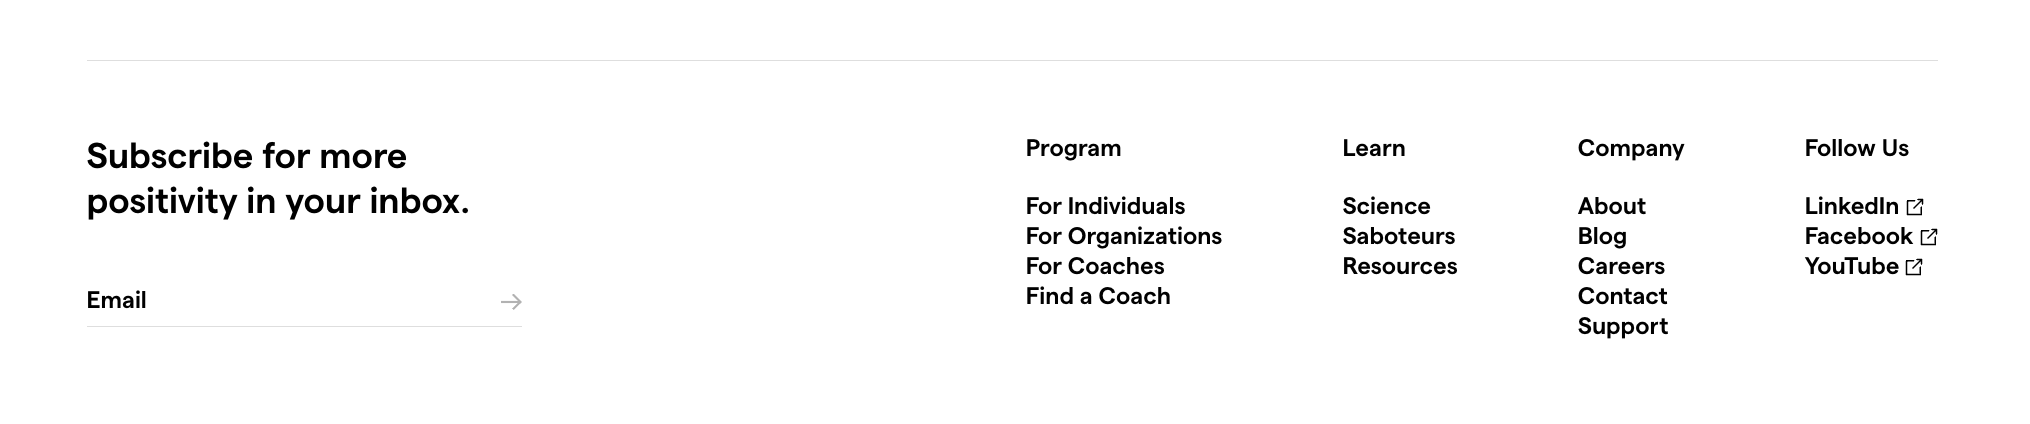 Subscribe for more
positivity in your inbox.
Email
Program
For Individuals
For Organizations
For Coaches
Find a Coach
Learn
Science
Saboteurs
Resources
Company
About
Blog
Careers
Contact
Support
Follow Us
LinkedIn
Facebook
YouTube